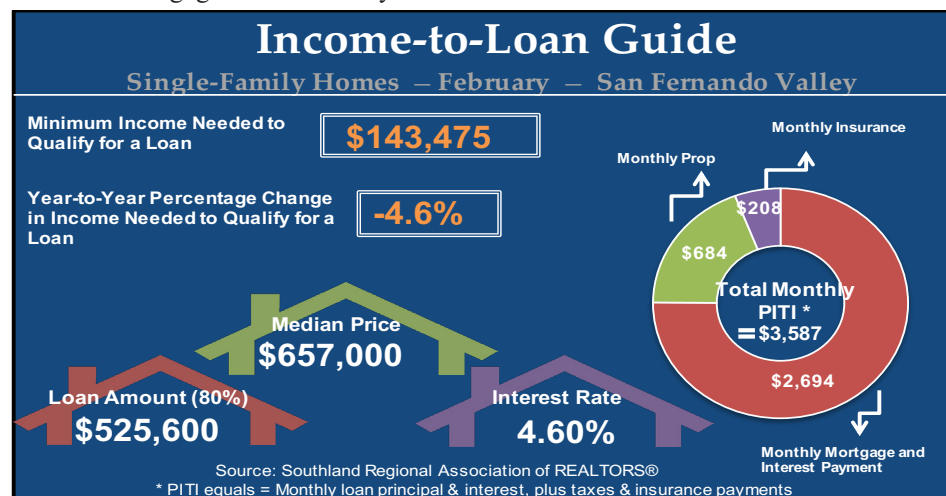 Income-to-Loan Guide
Single-Family Homes – February – San Fernando Valley
Minimum Income Needed to
Qualify for a Loan
$143,475
Year-to-Year Percentage Change
in Income Needed to Qualify for a
Loan
-4.6%
Monthly Insurance
Monthly Prop
$208
$684
Total Monthly
PITI *
= $3,587
$2,694
Monthly Mortgage and
Interest Payment
Median Price
$657,000
Loan Amount (80%)
$525,600
Interest Rate
4.60%
Source: Southland Regional Association of REALTORS®
* PITI equals = Monthly loan principal & interest, plus taxes & insurance payments